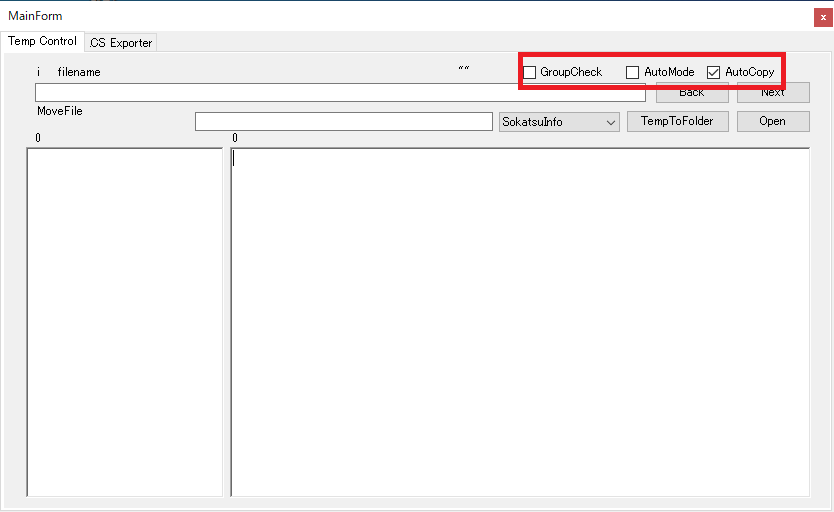 MainForm
x
Temp Control CS Exporter
i filename "" GroupCheck AutoMode AutoCopy
Back Next
MoveFile
SokatsuInfo TempToFolder Open
0 0